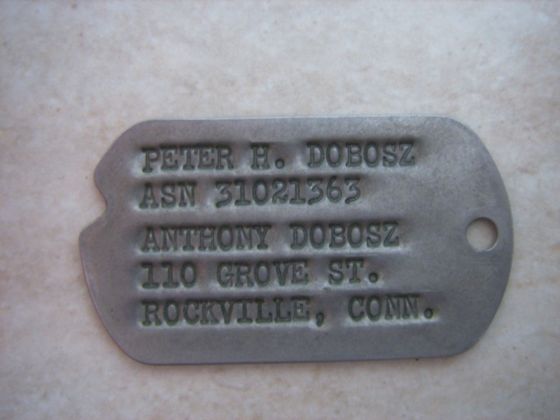 PETER H. DOBOSZ
ASN 31021363
ANTHONY DOBOSZ
110 GROVE ST.
ROCKVILLE, CONN.